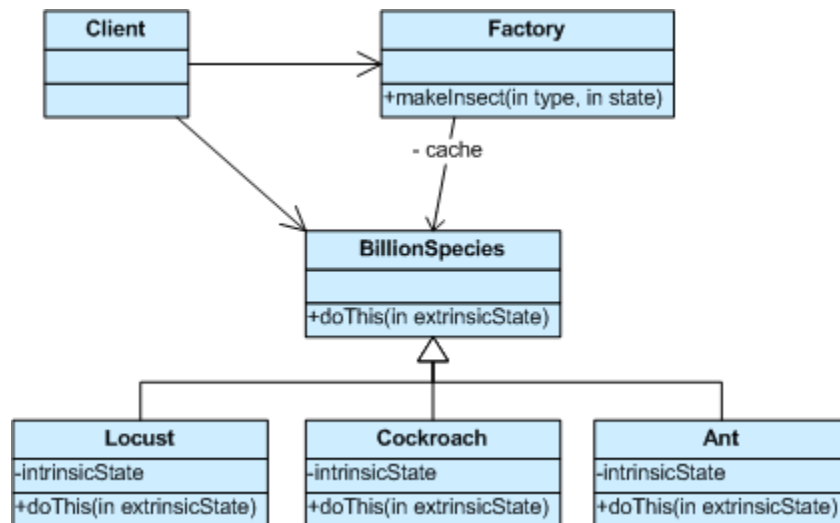 Client
Factory
+makeInsect(in type, in state)
- cache
BillionSpecies
+doThis(in extrinsicState)
Locust
-intrinsicState
+doThis(in extrinsicState)
Cockroach
-intrinsicState
+doThis(in extrinsicState)
Ant
-intrinsicState
+doThis(in extrinsicState)